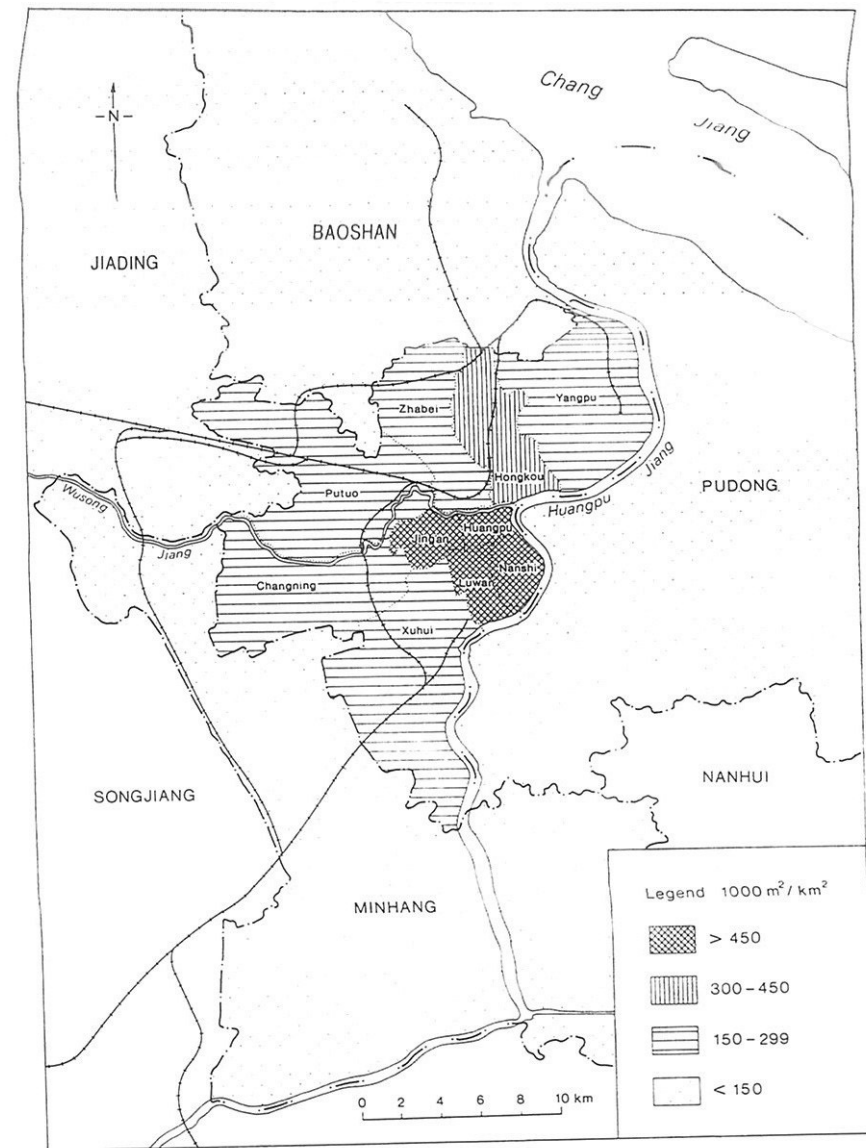 Chang
Jiang
-N-
BAOSHAN
JIADING
Zhabei
Yangpu
Hongkou
Putuo
PUDONG
Wusong
Jiang
Huangpu
Jiang
Huangpu
Jingan
Nanshi
Luwan
Changning
Xuhui
SONGJIANG
NANHUI
MINHANG
Legend 1000 m²/km²
> 450
300-450
150-299
< 150
0 2 4 6 8 10 km